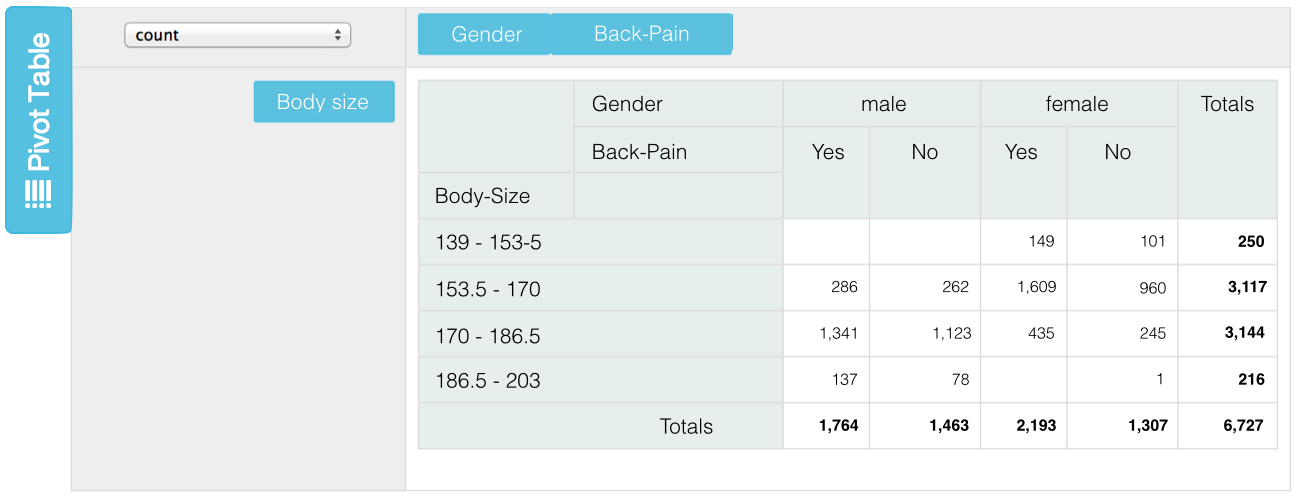 Pivot Table
count
Gender Back-Pain
Body size
Gender male female Totals
Back-Pain Yes No Yes No
Body-Size
139 - 153-5 149 101 250
153.5 - 170 286 262 1,609 960 3,117
170 - 186.5 1,341 1,123 435 245 3,144
186.5 - 203 137 78 1 216
Totals 1,764 1,463 2,193 1,307 6,727